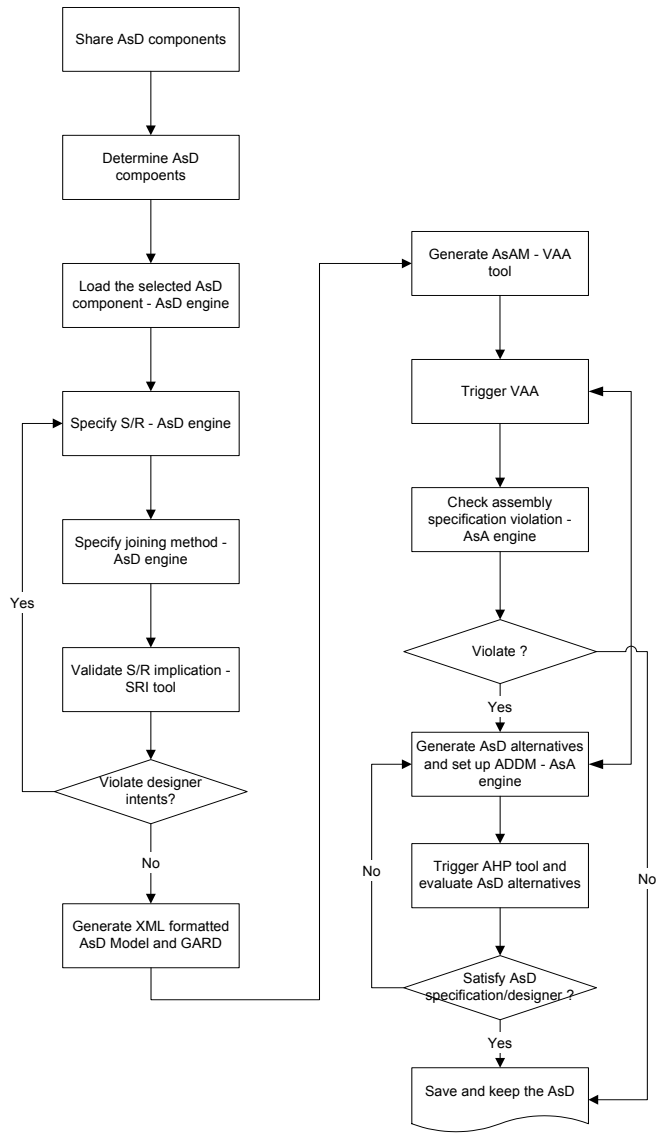 Share AsD components
Determine AsD
compoents
Load the selected AsD
component - AsD engine
Specify S/R - AsD engine
Specify joining method -
AsD engine
Yes
Validate S/R implication -
SRI tool
Violate designer
intents?
No
Generate XML formatted
AsD Model and GARD
Generate AsAM - VAA
tool
Trigger VAA
Check assembly
specification violation -
AsA engine
Violate ?
Yes
Generate AsD alternatives
and set up ADDM - AsA
engine
No
Trigger AHP tool and
evaluate AsD alternatives
No
Satisfy AsD
specification/designer ?
Yes
Save and keep the AsD